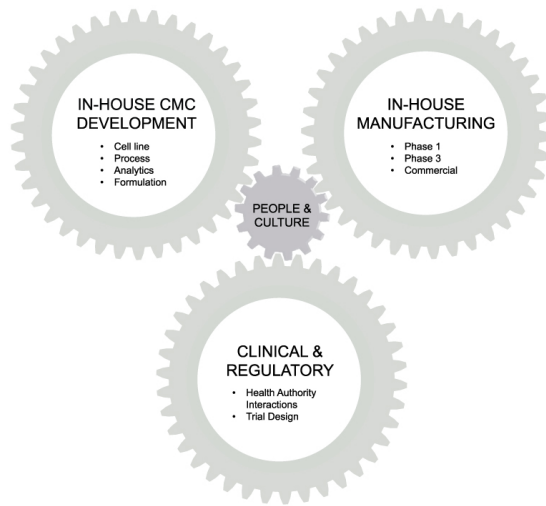 IN-HOUSE CMC
DEVELOPMENT
• Cell line
• Process
• Analytics
• Formulation
IN-HOUSE
MANUFACTURING
• Phase 1
• Phase 3
• Commercial
PEOPLE &
CULTURE
CLINICAL &
REGULATORY
• Health Authority
Interactions
• Trial Design